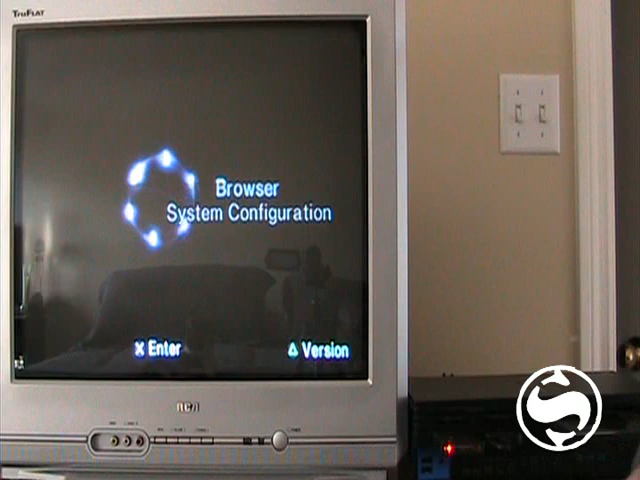 TruFlat
Browser
System Configuration
X Enter
△ Version
RCA